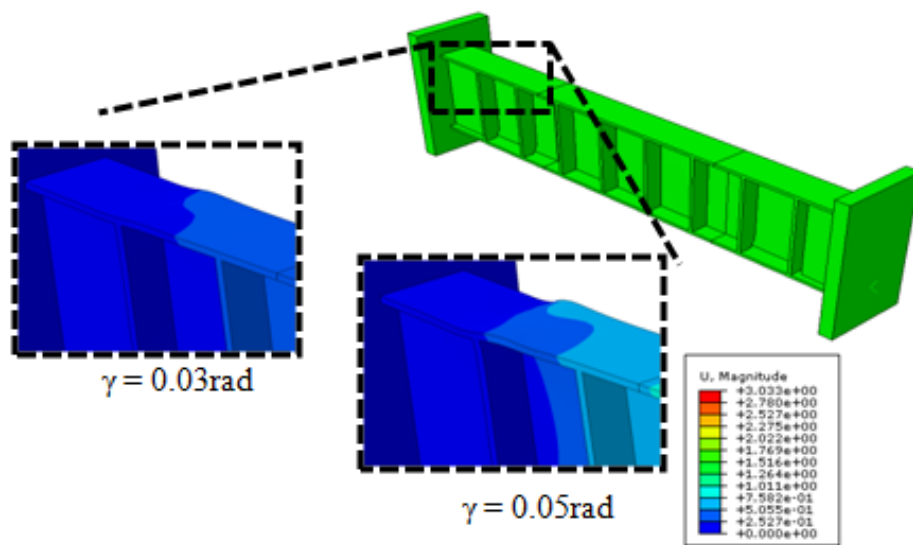 γ = 0.03rad
γ = 0.05rad
U, Magnitude
+3.033e+00
+2.780e+00
+2.527e+00
+2.275e+00
+2.022e+00
+1.769e+00
+1.516e+00
+1.264e+00
+1.011e+00
+7.582e-01
+5.055e-01
+2.527e-01
+0.000e+00